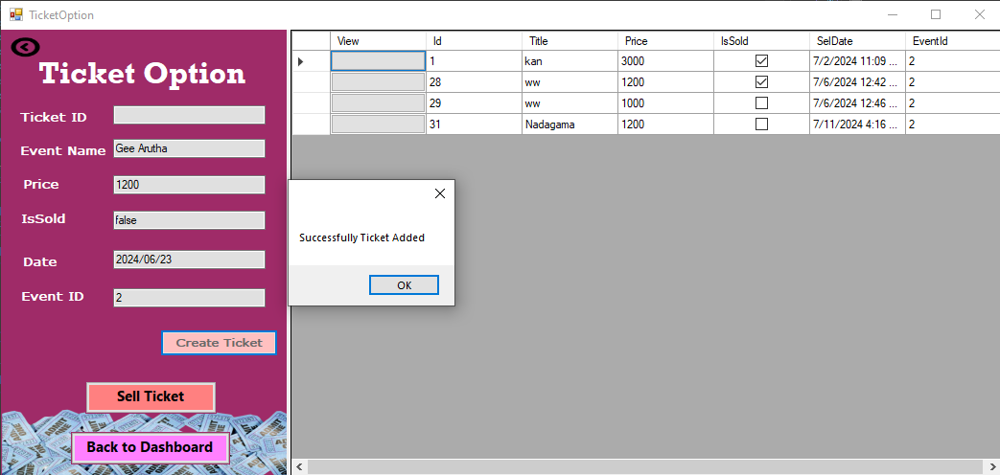 TicketOption
Ticket Option
Ticket ID
Event Name Gee Arutha
Price 1200
IsSold false
Date 2024/06/23
Event ID 2
Create Ticket
Sell Ticket
Back to Dashboard
View Id Title Price IsSold SelDate EventId
1 kan 3000 7/2/2024 11:09 ... 2
28 ww 1200 7/6/2024 12:42 ... 2
29 ww 1000 7/6/2024 12:46 ... 2
31 Nadagama 1200 7/11/2024 4:16 ... 2
Successfully Ticket Added
OK